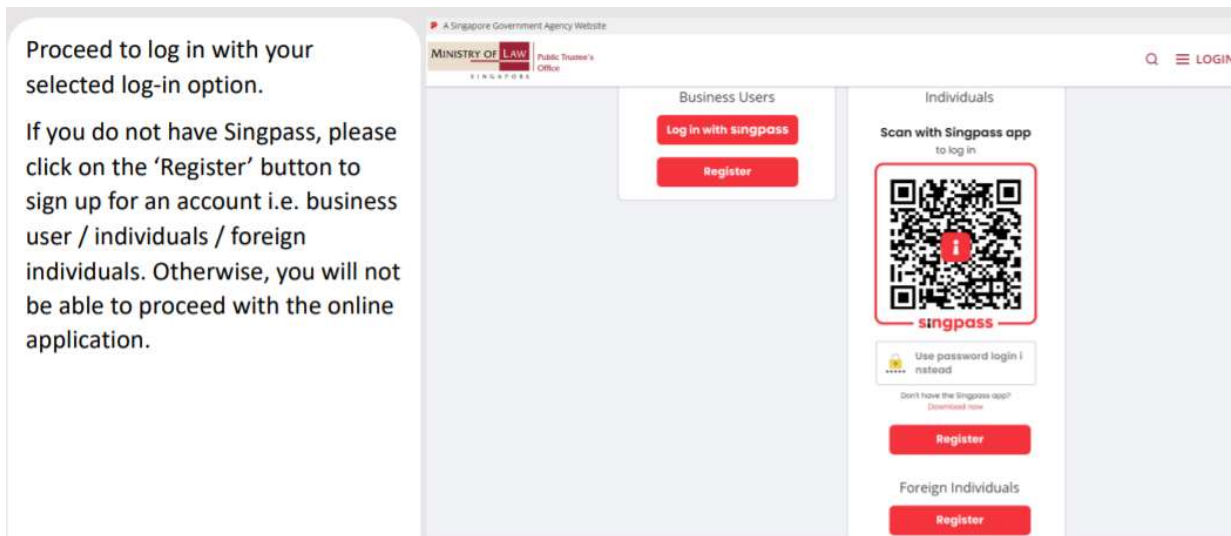 Proceed to log in with your
selected log-in option.
If you do not have Singpass, please
click on the ‘Register’ button to
sign up for an account i.e. business
user / individuals / foreign
individuals. Otherwise, you will not
be able to proceed with the online
application.
A Singapore Government Agency Website
MINISTRY OF LAW
SINGAPORE
Public Trustee's
Office
LOGIN
Business Users
Log in with singpass
Register
Individuals
Scan with Singpass app
to log in
singpass
Use password login i
nstead
Don't have the Singpass app?
Download now
Register
Foreign Individuals
Register